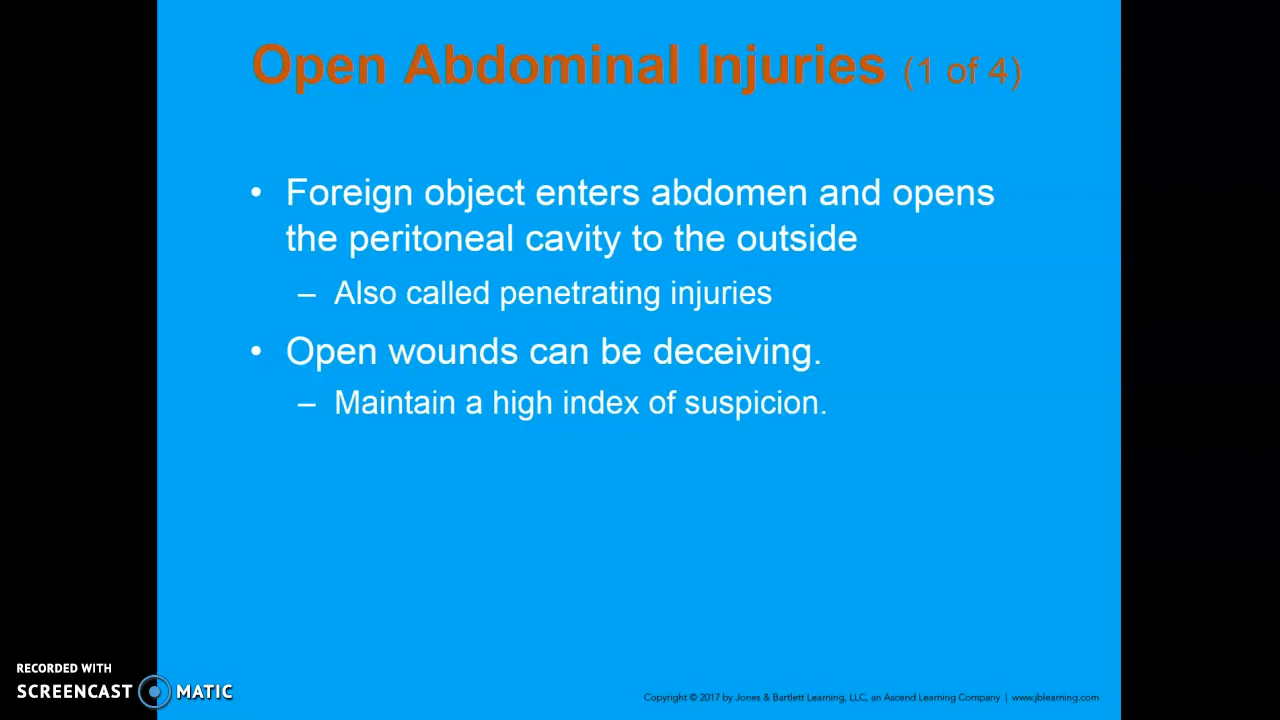 Open Abdominal Injuries (1 of 4)
• Foreign object enters abdomen and opens
the peritoneal cavity to the outside
– Also called penetrating injuries
• Open wounds can be deceiving.
– Maintain a high index of suspicion.
RECORDED WITH
SCREENCAST MATIC
Copyright © 2017 by Jones & Bartlett Learning, LLC, an Ascend Learning Company | www.jblearning.com